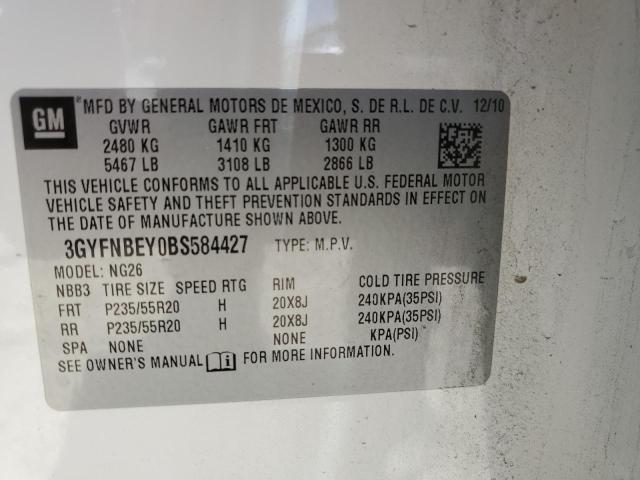 GM ®MFD BY GENERAL MOTORS DE MEXICO, S. DE R.L. DE C.V. 12/10
GVWR GAWR FRT GAWR RR
2480 KG 1410 KG 1300 KG
5467 LB 3108 LB 2866 LB
THIS VEHICLE CONFORMS TO ALL APPLICABLE U.S. FEDERAL MOTOR
VEHICLE SAFETY AND THEFT PREVENTION STANDARDS IN EFFECT ON
THE DATE OF MANUFACTURE SHOWN ABOVE.
3GYFNBEY0BS584427 TYPE: M.P.V.
MODEL: NG26
NBB3 TIRE SIZE SPEED RTG RIM COLD TIRE PRESSURE
FRT P235/55R20 H 20X8J 240KPA(35PSI)
RR P235/55R20 H 20X8J 240KPA(35PSI)
SPA NONE NONE KPA(PSI)
SEE OWNER'S MANUAL FOR MORE INFORMATION.